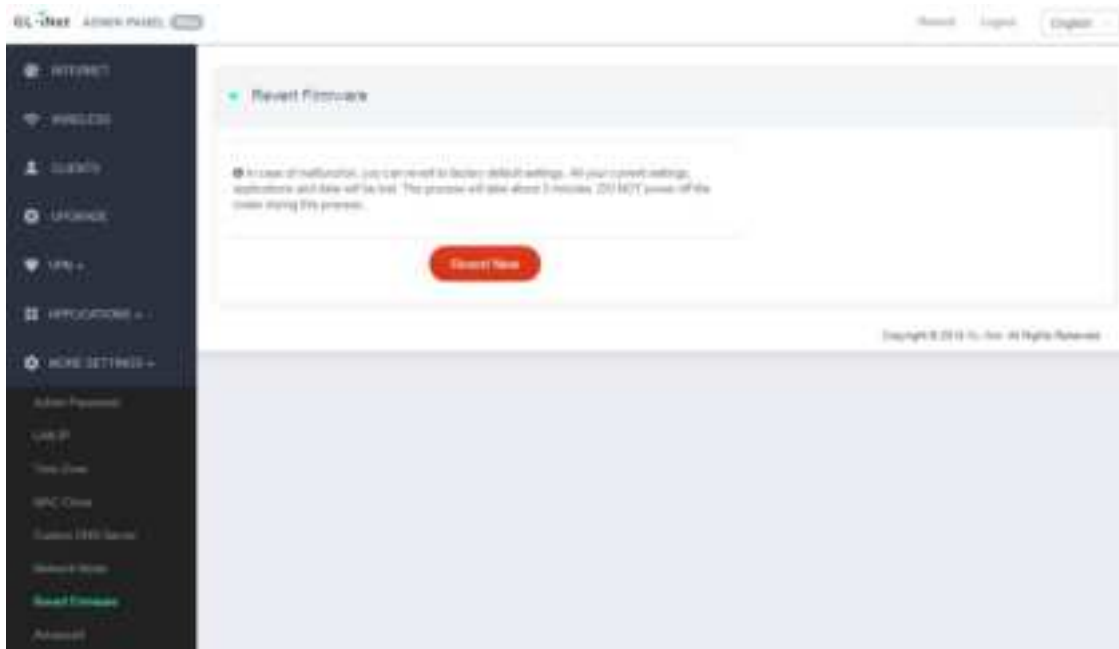 GL·iNet ADMIN PANEL
Reboot Logout English
INTERNET
WIRELESS
CLIENTS
UPGRADE
VPN
APPLICATIONS
MORE SETTINGS
Admin Password
LAN IP
Time Zone
MAC Clone
Custom DNS Server
Network Mode
Revert Firmware
Advanced
Revert Firmware
In case of malfunction, you can revert to factory default settings. All your current settings,
applications and data will be lost. The process will take about 3 minutes. DO NOT power off the
router during this process.
Revert Now
Copyright © GL-iNet. All Rights Reserved